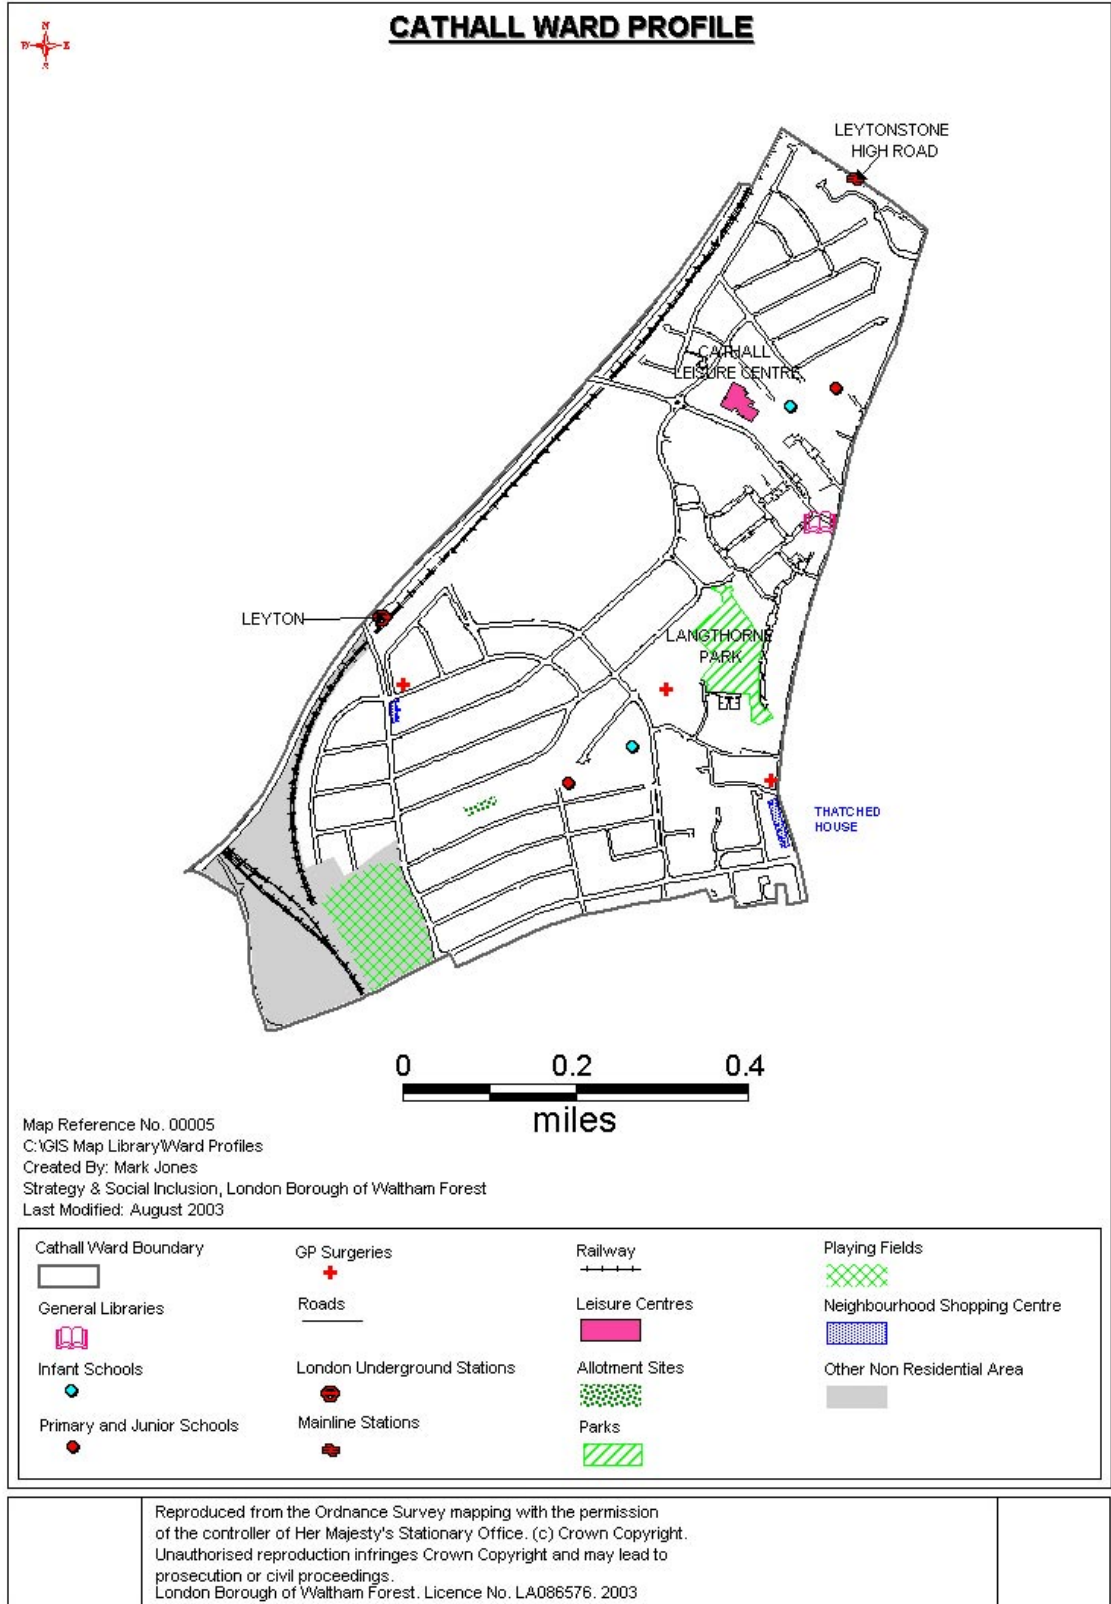 CATHALL WARD PROFILE
N
W E
S
LEYTONSTONE
HIGH ROAD
CATHALL
LEISURE CENTRE
LEYTON
LANGTHORNE
PARK
THATCHED
HOUSE
0 0.2 0.4
miles
Map Reference No. 00005
C:\GIS Map Library\Ward Profiles
Created By: Mark Jones
Strategy & Social Inclusion, London Borough of Waltham Forest
Last Modified: August 2003
Cathall Ward Boundary
GP Surgeries
Railway
Playing Fields
General Libraries
Roads
Leisure Centres
Neighbourhood Shopping Centre
Infant Schools
London Underground Stations
Allotment Sites
Other Non Residential Area
Primary and Junior Schools
Mainline Stations
Parks
Reproduced from the Ordnance Survey mapping with the permission
of the controller of Her Majesty's Stationary Office. (c) Crown Copyright.
Unauthorised reproduction infringes Crown Copyright and may lead to
prosecution or civil proceedings.
London Borough of Waltham Forest. Licence No. LA086576. 2003